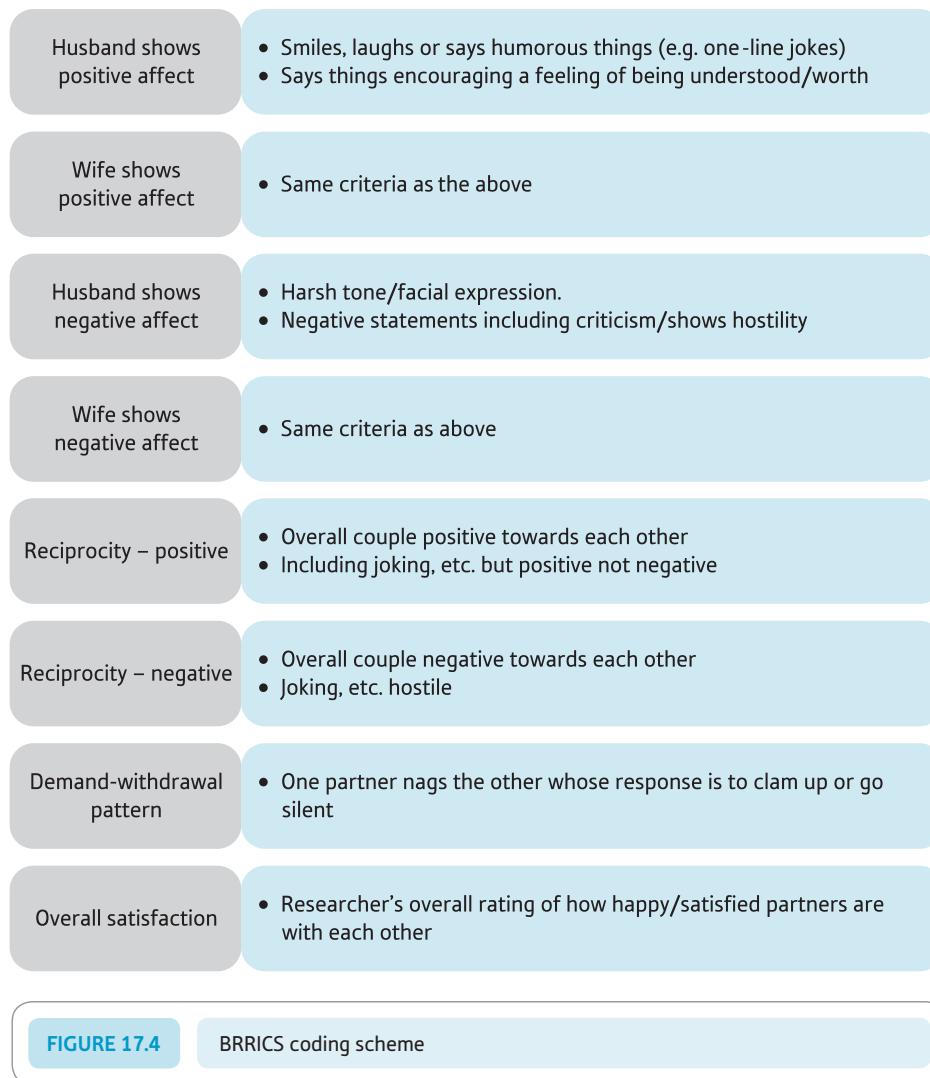 Husband shows
positive affect
• Smiles, laughs or says humorous things (e.g. one-line jokes)
• Says things encouraging a feeling of being understood/worth
Wife shows
positive affect
• Same criteria as the above
Husband shows
negative affect
• Harsh tone/facial expression.
• Negative statements including criticism/shows hostility
Wife shows
negative affect
• Same criteria as above
Reciprocity – positive
• Overall couple positive towards each other
• Including joking, etc. but positive not negative
Reciprocity – negative
• Overall couple negative towards each other
• Joking, etc. hostile
Demand-withdrawal
pattern
• One partner nags the other whose response is to clam up or go
silent
Overall satisfaction
• Researcher’s overall rating of how happy/satisfied partners are
with each other
FIGURE 17.4
BRRICS coding scheme